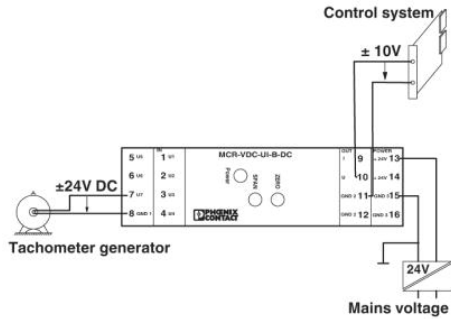 Control system
± 10V
IN
MCR-VDC-UI-B-DC
OUT
POWER
5 U5
1 U1
I 9
+ 24V 13
6 U6
2 U2
Power
SPAN
ZERO
U 10
+ 24V 14
±24V DC
7 U7
3 U3
GND 2 11
GND 3 15
8 GND 1
4 U4
PHŒNIX
CONTACT
GND 2 12
GND 3 16
Tachometer generator
24V
Mains voltage